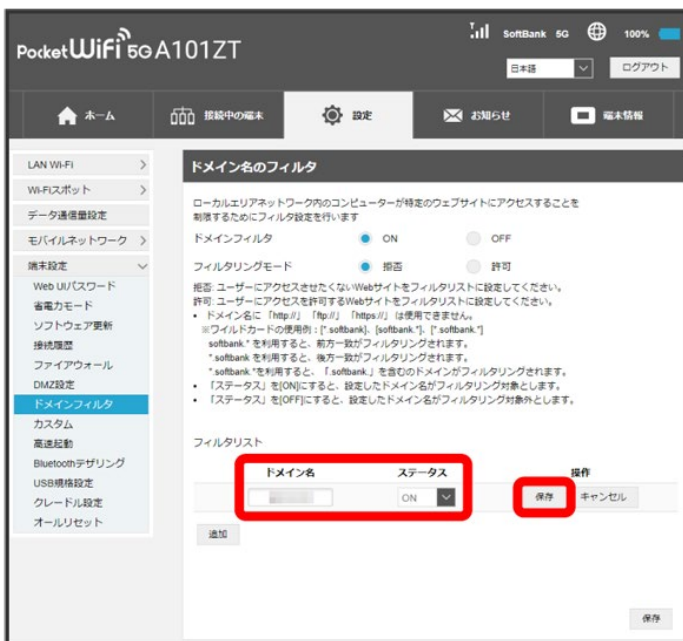 PocketWiFi 5G A101ZT
SoftBank 5G 100%
日本語 ログアウト
ホーム 接続中の端末 設定 お知らせ 端末情報
LAN Wi-Fi
Wi-Fiスポット
データ通信量設定
モバイルネットワーク
端末設定
Web UIパスワード
省電力モード
ソフトウェア更新
接続履歴
ファイアウォール
DMZ設定
ドメインフィルタ
カスタム
高速起動
Bluetoothテザリング
USB規格設定
クレードル設定
オールリセット
ドメイン名のフィルタ
ローカルエリアネットワーク内のコンピューターが特定のウェブサイトにアクセスすることを
制限するためにフィルタ設定を行います
ドメインフィルタ ON OFF
フィルタリングモード 拒否 許可
拒否: ユーザーにアクセスさせたくないWebサイトをフィルタリストに設定してください。
許可: ユーザーにアクセスを許可するWebサイトをフィルタリストに設定してください。
• ドメイン名に 「http://」 「ftp://」 「https://」 は使用できません。
※ワイルドカードの使用例：[*.softbank]、[softbank.*]、[*.softbank.*]
softbank.* を利用すると、前方一致がフィルタリングされます。
*.softbank を利用すると、後方一致がフィルタリングされます。
*.softbank.*を利用すると、「.softbank.」を含むのドメインがフィルタリングされます。
• 「ステータス」を[ON]にすると、設定したドメイン名がフィルタリング対象とします。
• 「ステータス」を[OFF]にすると、設定したドメイン名がフィルタリング対象外とします。
フィルタリスト
ドメイン名 ステータス 操作
ON 保存 キャンセル
追加
保存